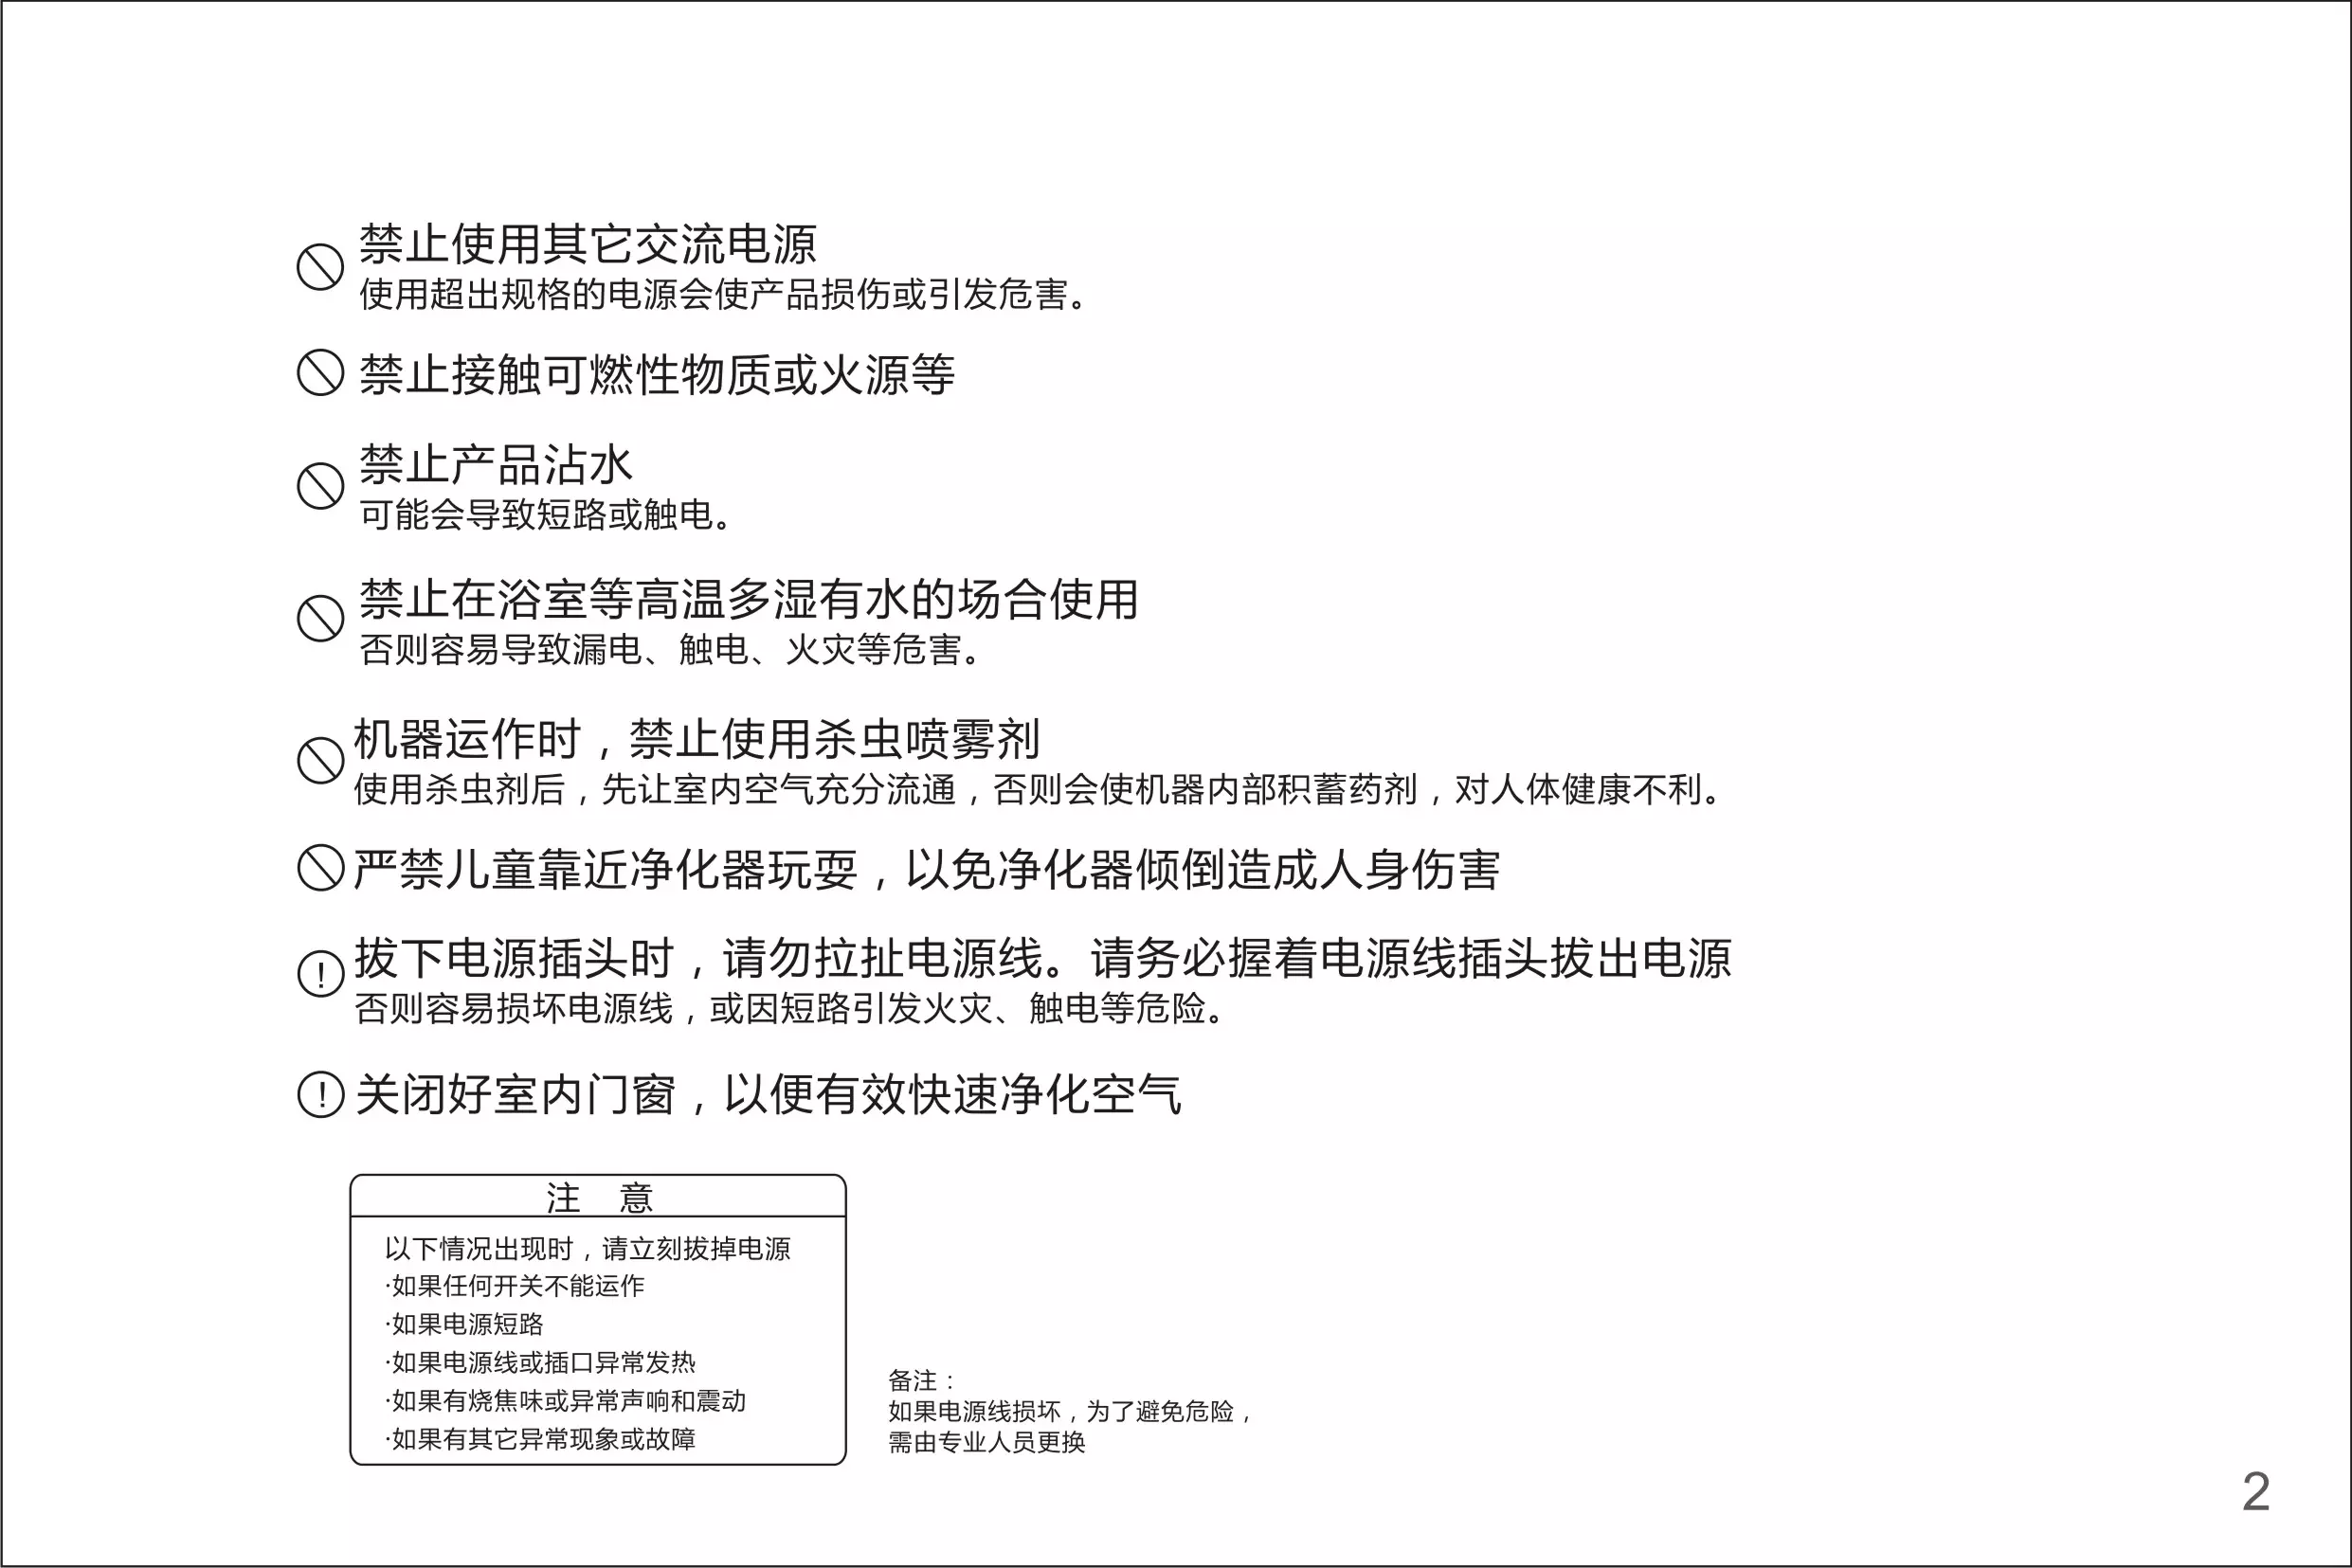 禁止使用其它交流电源
使用超出规格的电源会使产品损伤或引发危害。
禁止接触可燃性物质或火源等
禁止产品沾水
可能会导致短路或触电。
禁止在浴室等高温多湿有水的场合使用
否则容易导致漏电、触电、火灾等危害。
机器运作时，禁止使用杀虫喷雾剂
使用杀虫剂后，先让室内空气充分流通，否则会使机器内部积蓄药剂，对人体健康不利。
严禁儿童靠近净化器玩耍，以免净化器倾倒造成人身伤害
! 拔下电源插头时，请勿拉扯电源线。请务必握着电源线插头拔出电源
否则容易损坏电源线，或因短路引发火灾、触电等危险。
! 关闭好室内门窗，以便有效快速净化空气
注 意
以下情况出现时，请立刻拔掉电源
·如果任何开关不能运作
·如果电源短路
·如果电源线或插口异常发热
·如果有烧焦味或异常声响和震动
·如果有其它异常现象或故障
备注：
如果电源线损坏，为了避免危险，
需由专业人员更换
2